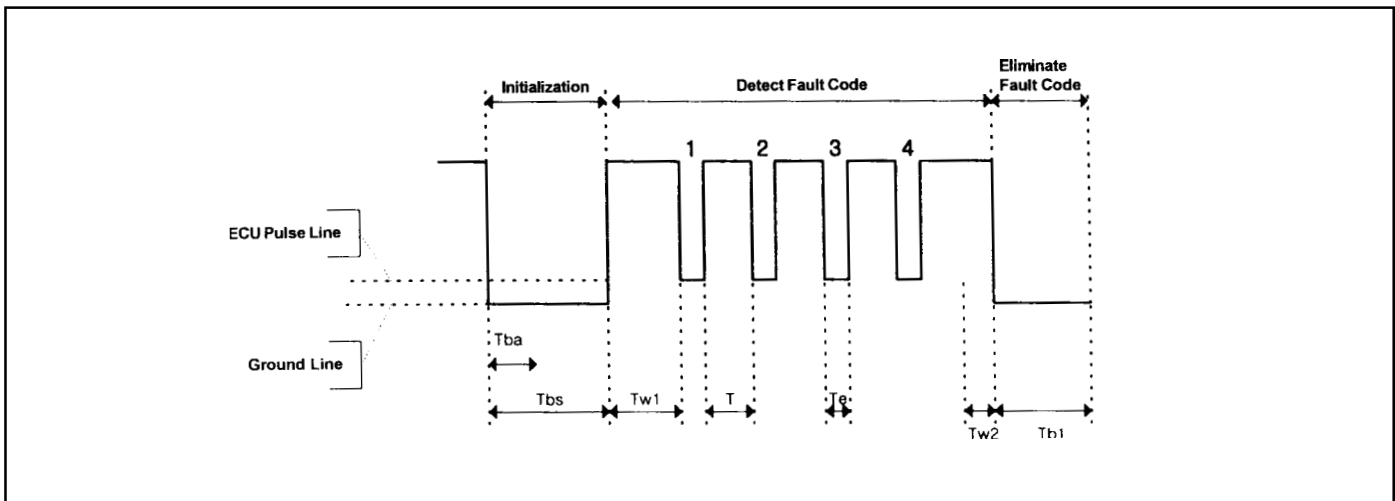 Initialization
Detect Fault Code
Eliminate
Fault Code
1
2
3
4
ECU Pulse Line
Ground Line
Tba
Tbs
Tw1
T
Te
Tw2
Tb1